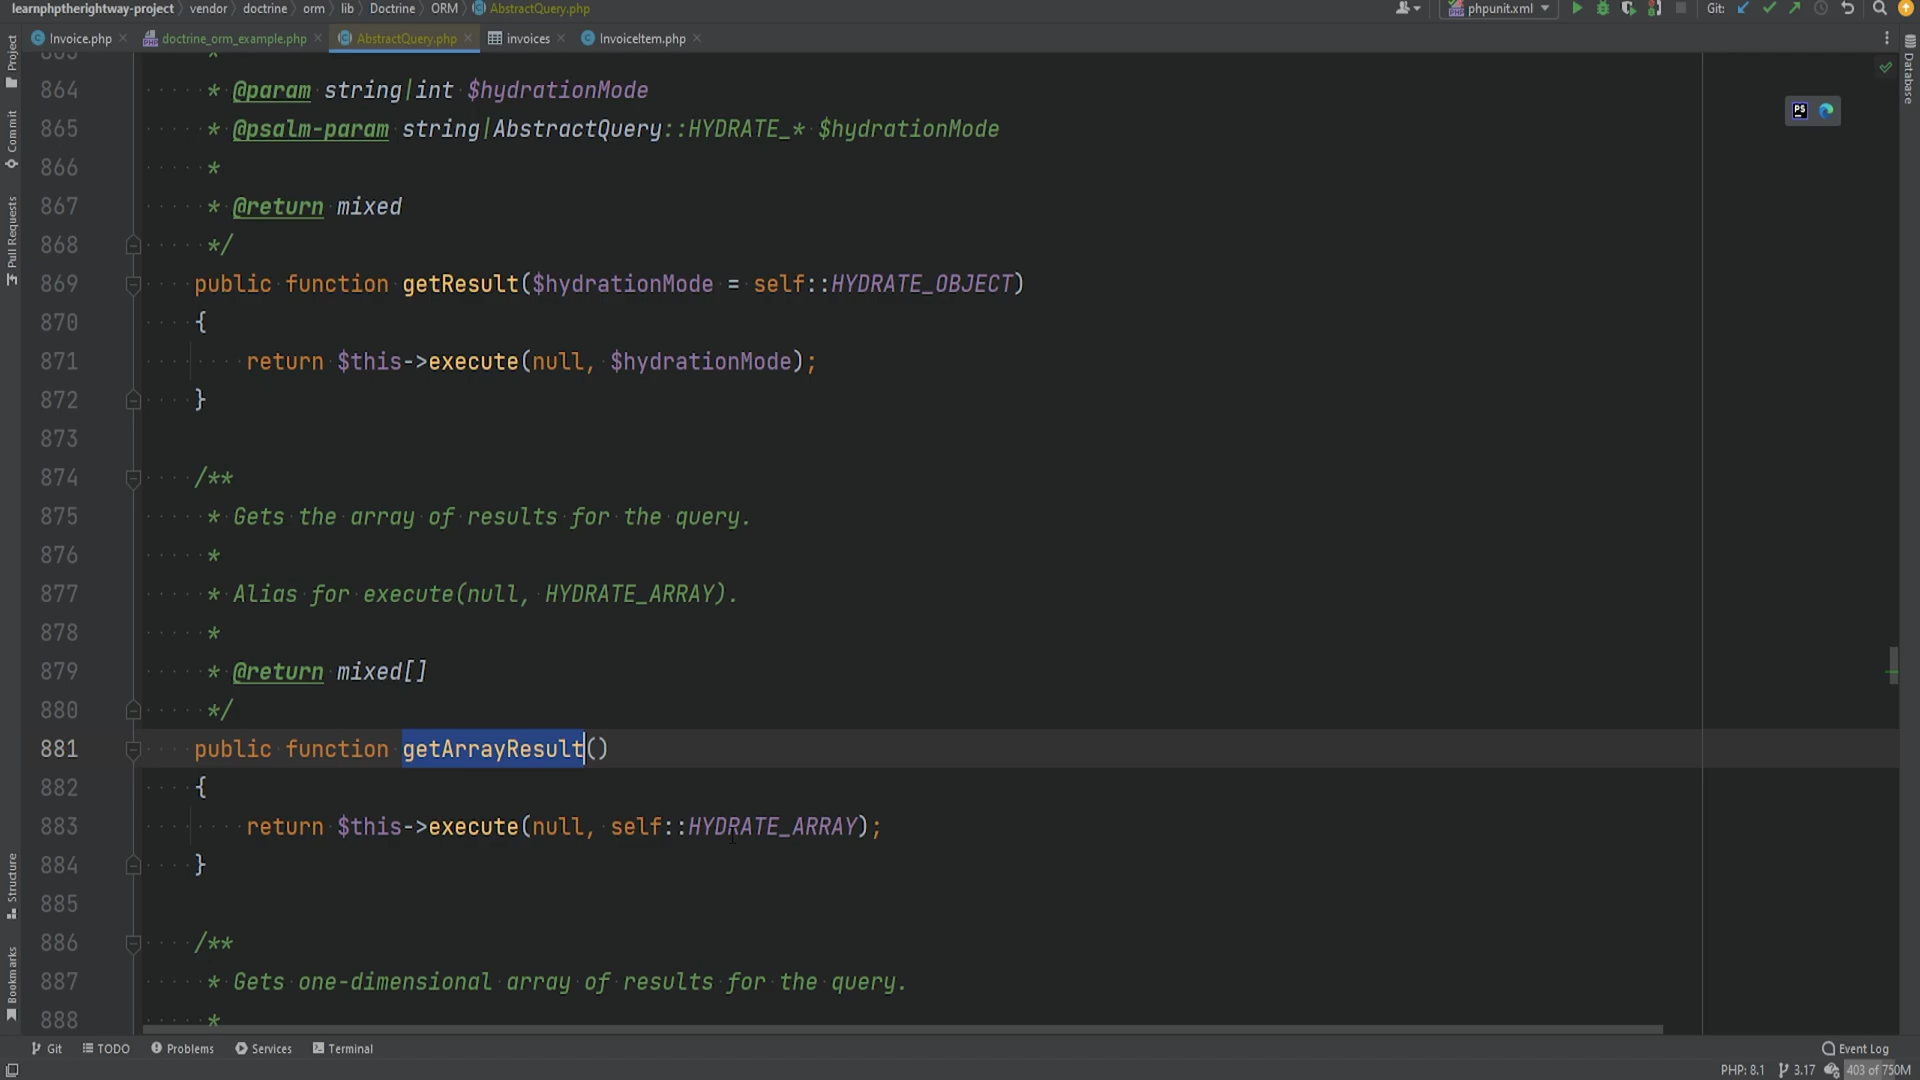 learnphptherightway-project vendor doctrine orm lib Doctrine ORM AbstractQuery.php
phpunit.xml Git:
Invoice.php doctrine_orm_example.php AbstractQuery.php invoices InvoiceItem.php
Project
Commit
Pull Requests
Structure
Bookmarks
Database
864 * @param string|int $hydrationMode
865 * @psalm-param string|AbstractQuery::HYDRATE_* $hydrationMode
866 *
867 * @return mixed
868 */
869 public function getResult($hydrationMode = self::HYDRATE_OBJECT)
870 {
871 return $this->execute(null, $hydrationMode);
872 }
873
874 /**
875 * Gets the array of results for the query.
876 *
877 * Alias for execute(null, HYDRATE_ARRAY).
878 *
879 * @return mixed[]
880 */
881 public function getArrayResult()
882 {
883 return $this->execute(null, self::HYDRATE_ARRAY);
884 }
885
886 /**
887 * Gets one-dimensional array of results for the query.
888 *
Git TODO Problems Services Terminal Event Log
PHP: 8.1 3.17 403 of 750M